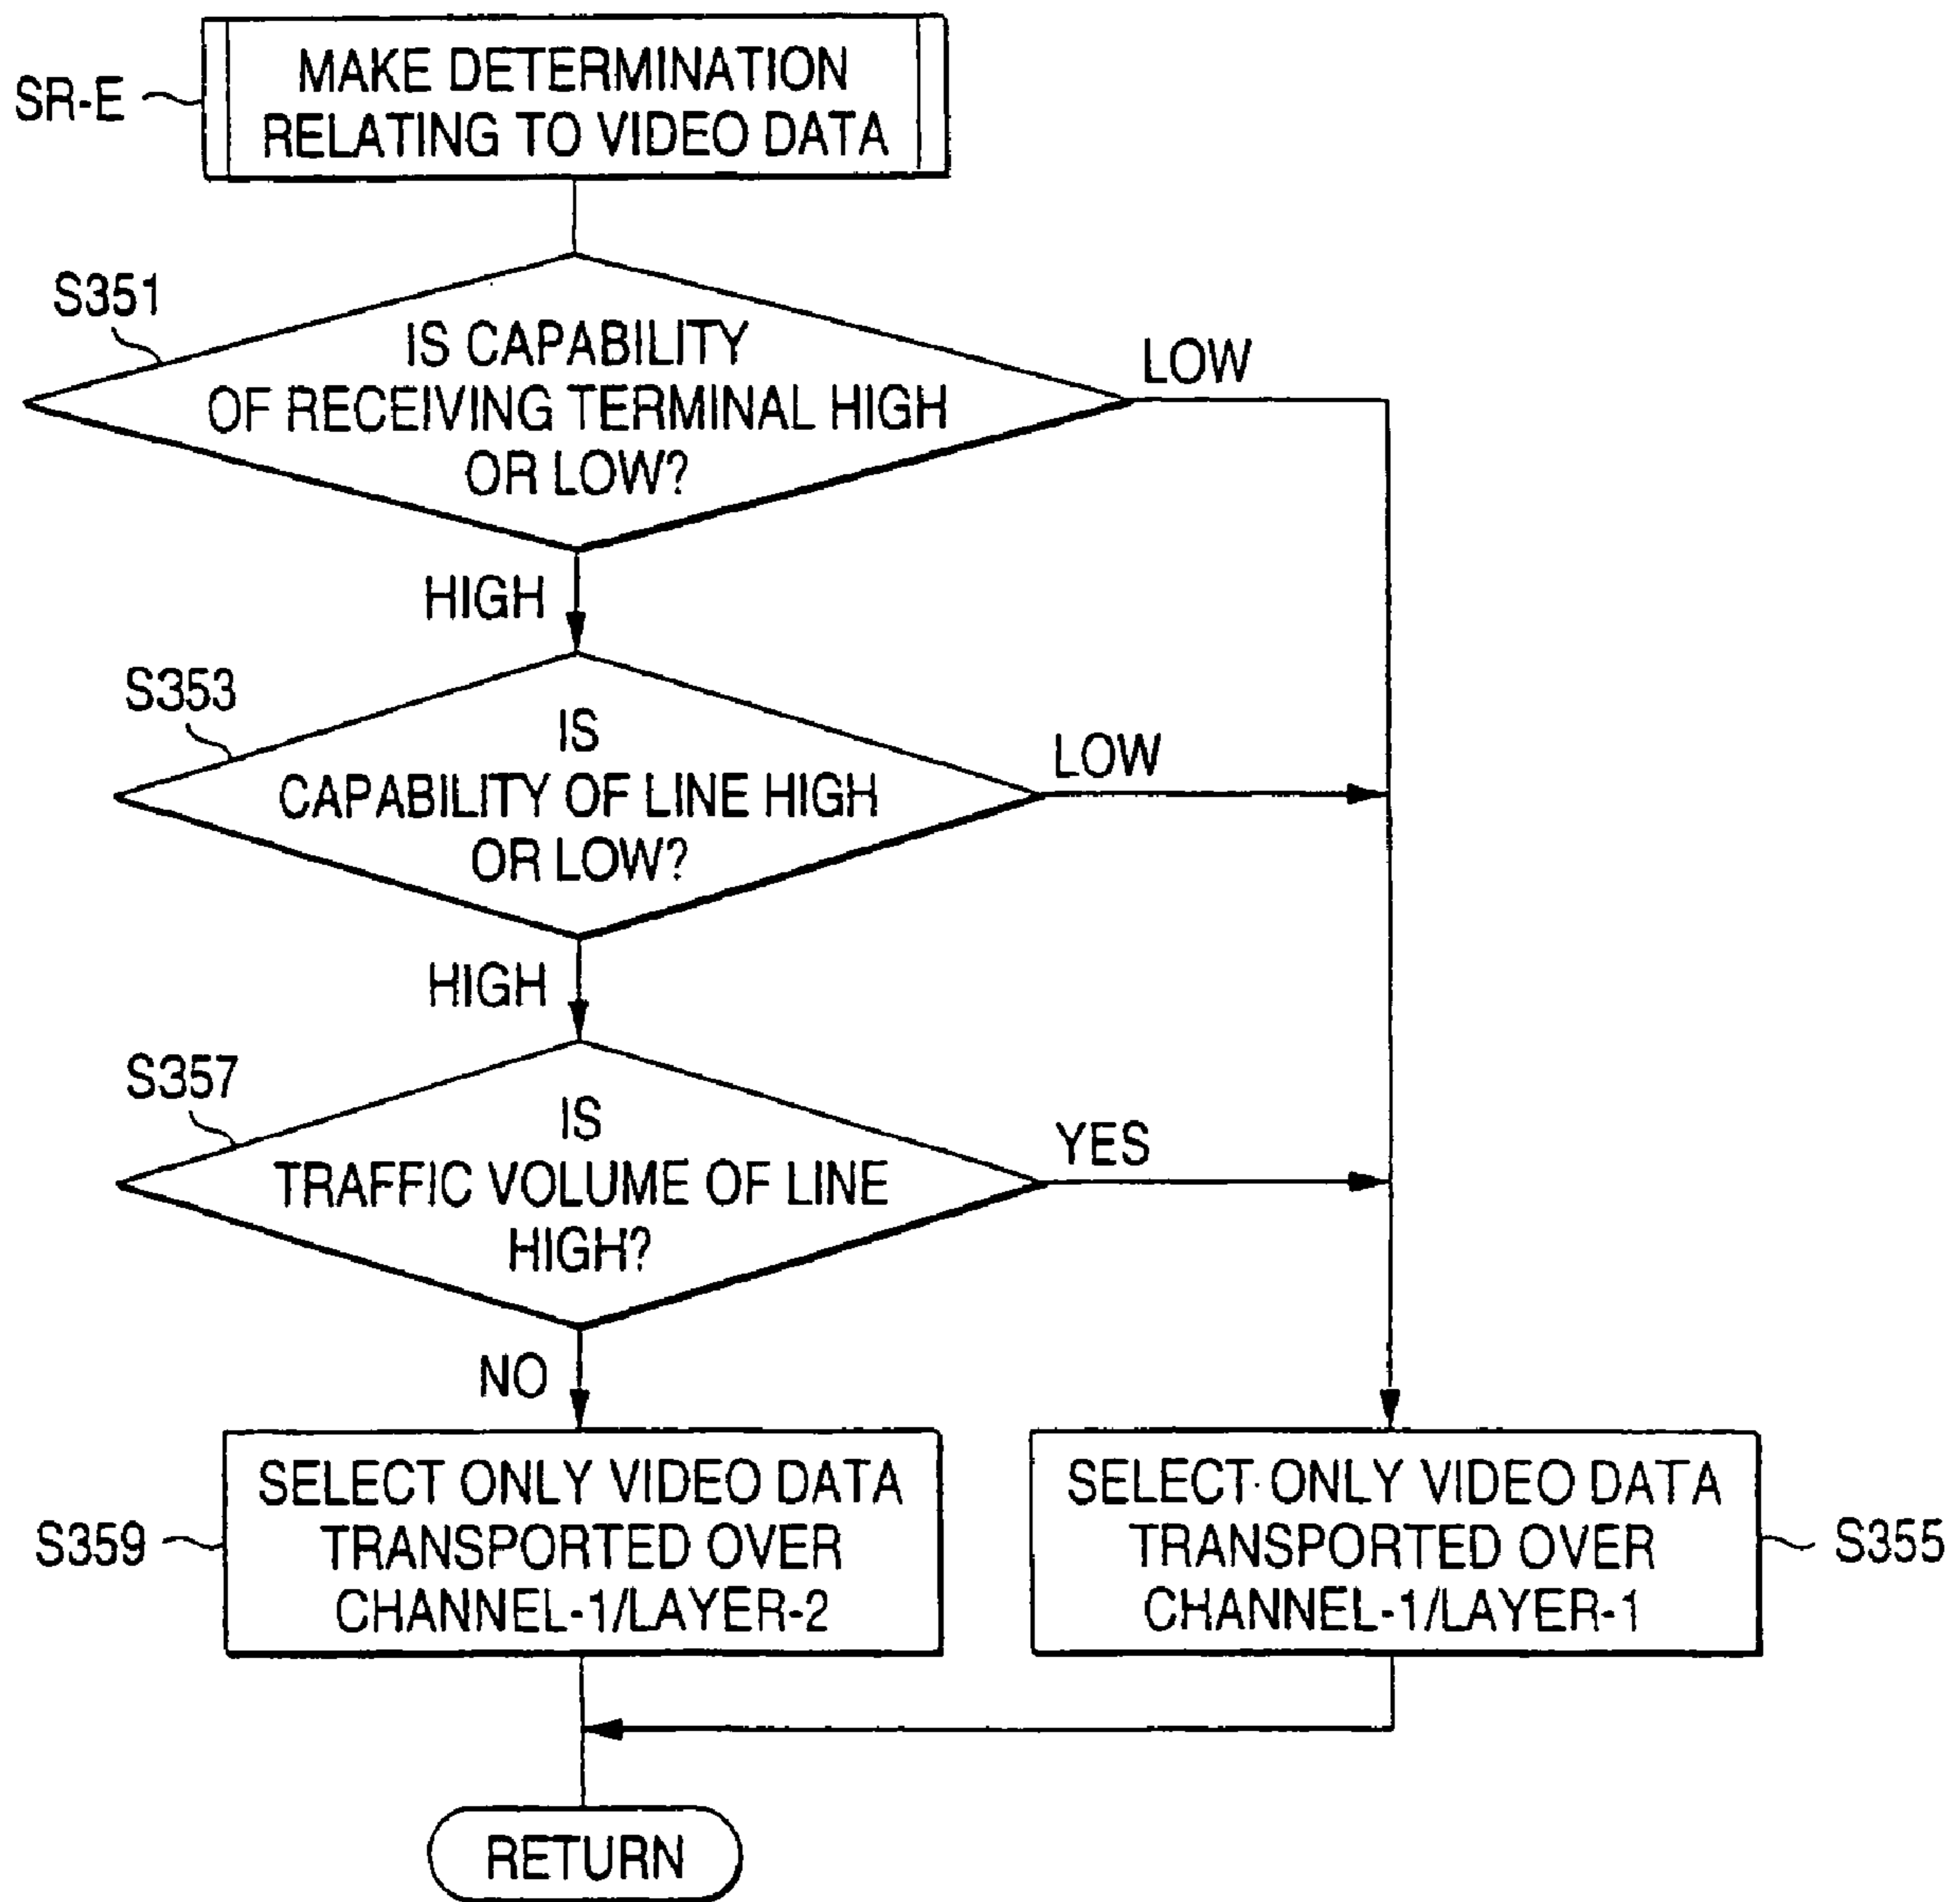 MAKE DETERMINATION
RELATING TO VIDEO DATA
SR-E
S351
IS CAPABILITY
OF RECEIVING TERMINAL HIGH
OR LOW?
LOW
HIGH
S353
IS
CAPABILITY OF LINE HIGH
OR LOW?
LOW
HIGH
S357
IS
TRAFFIC VOLUME OF LINE
HIGH?
YES
NO
SELECT ONLY VIDEO DATA
TRANSPORTED OVER
CHANNEL-1/LAYER-2
S359
SELECT ONLY VIDEO DATA
TRANSPORTED OVER
CHANNEL-1/LAYER-1
S355
RETURN